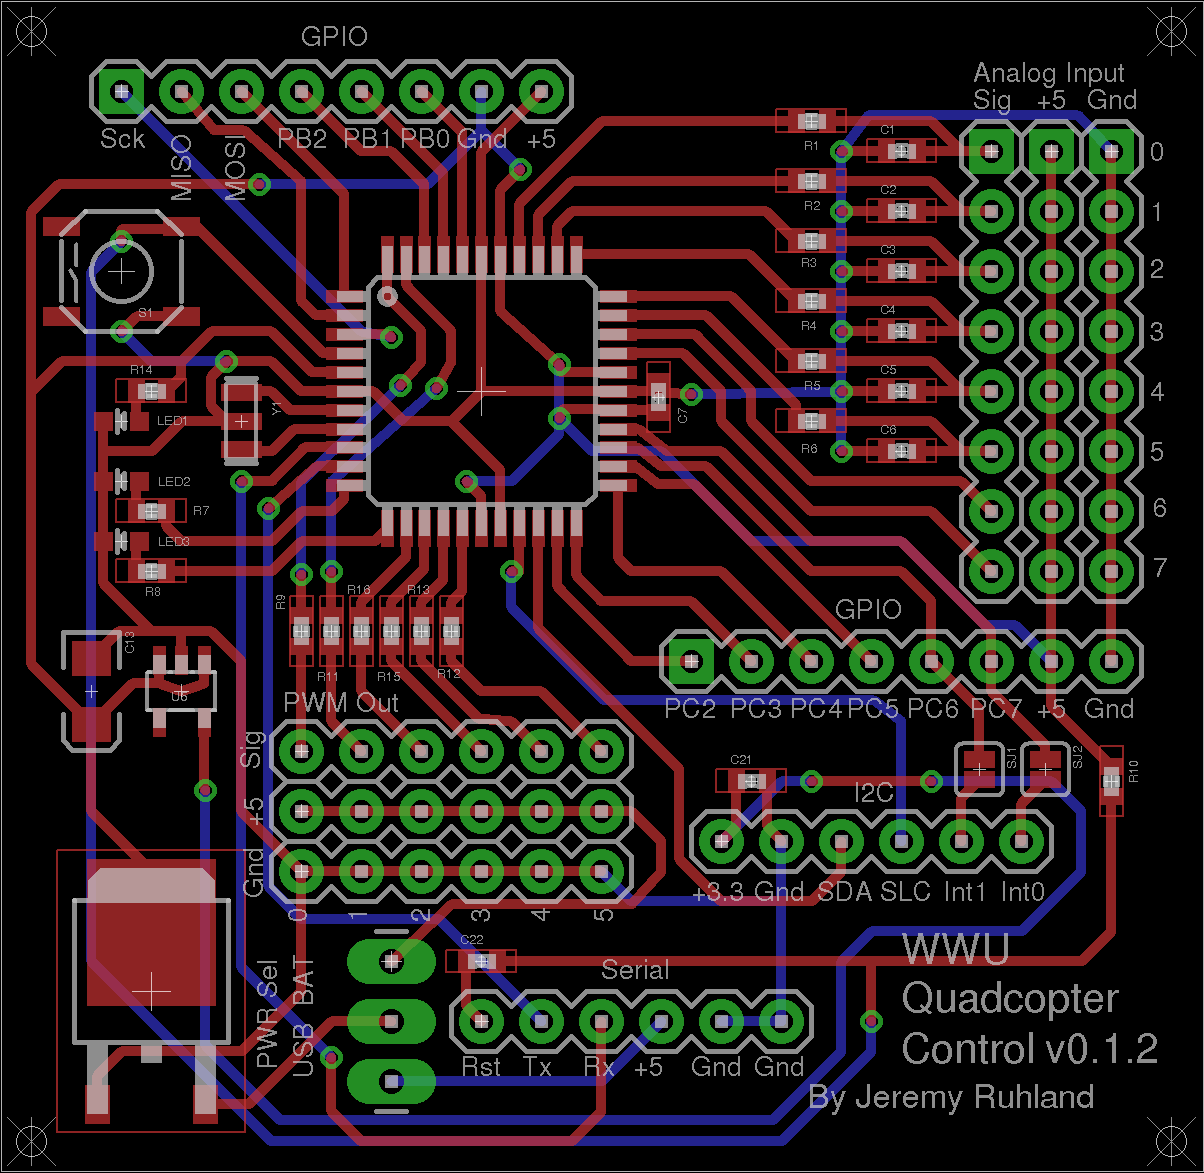 GPIO
Sck MISO MOSI PB2 PB1 PB0 Gnd +5
Analog Input
Sig +5 Gnd
0
1
2
3
4
5
6
7
R1 C1
R2 C2
R3 C3
R4 C4
R5 C5
R6 C6
C7
S1
R14
LED1
Y1
LED2
R7
LED3
R8
C13
U6
R9 R16 R13
R11 R15 R12
PWM Out
Sig
+5
Gnd
0 1 2 3 4 5
GPIO
PC2 PC3 PC4 PC5 PC6 PC7 +5 Gnd
SJ1 SJ2 R10
C21
I2C
+3.3 Gnd SDA SLC Int1 Int0
PWR Sel
USB BAT
C22
Serial
Rst Tx Rx +5 Gnd Gnd
WWU
Quadcopter
Control v0.1.2
By Jeremy Ruhland